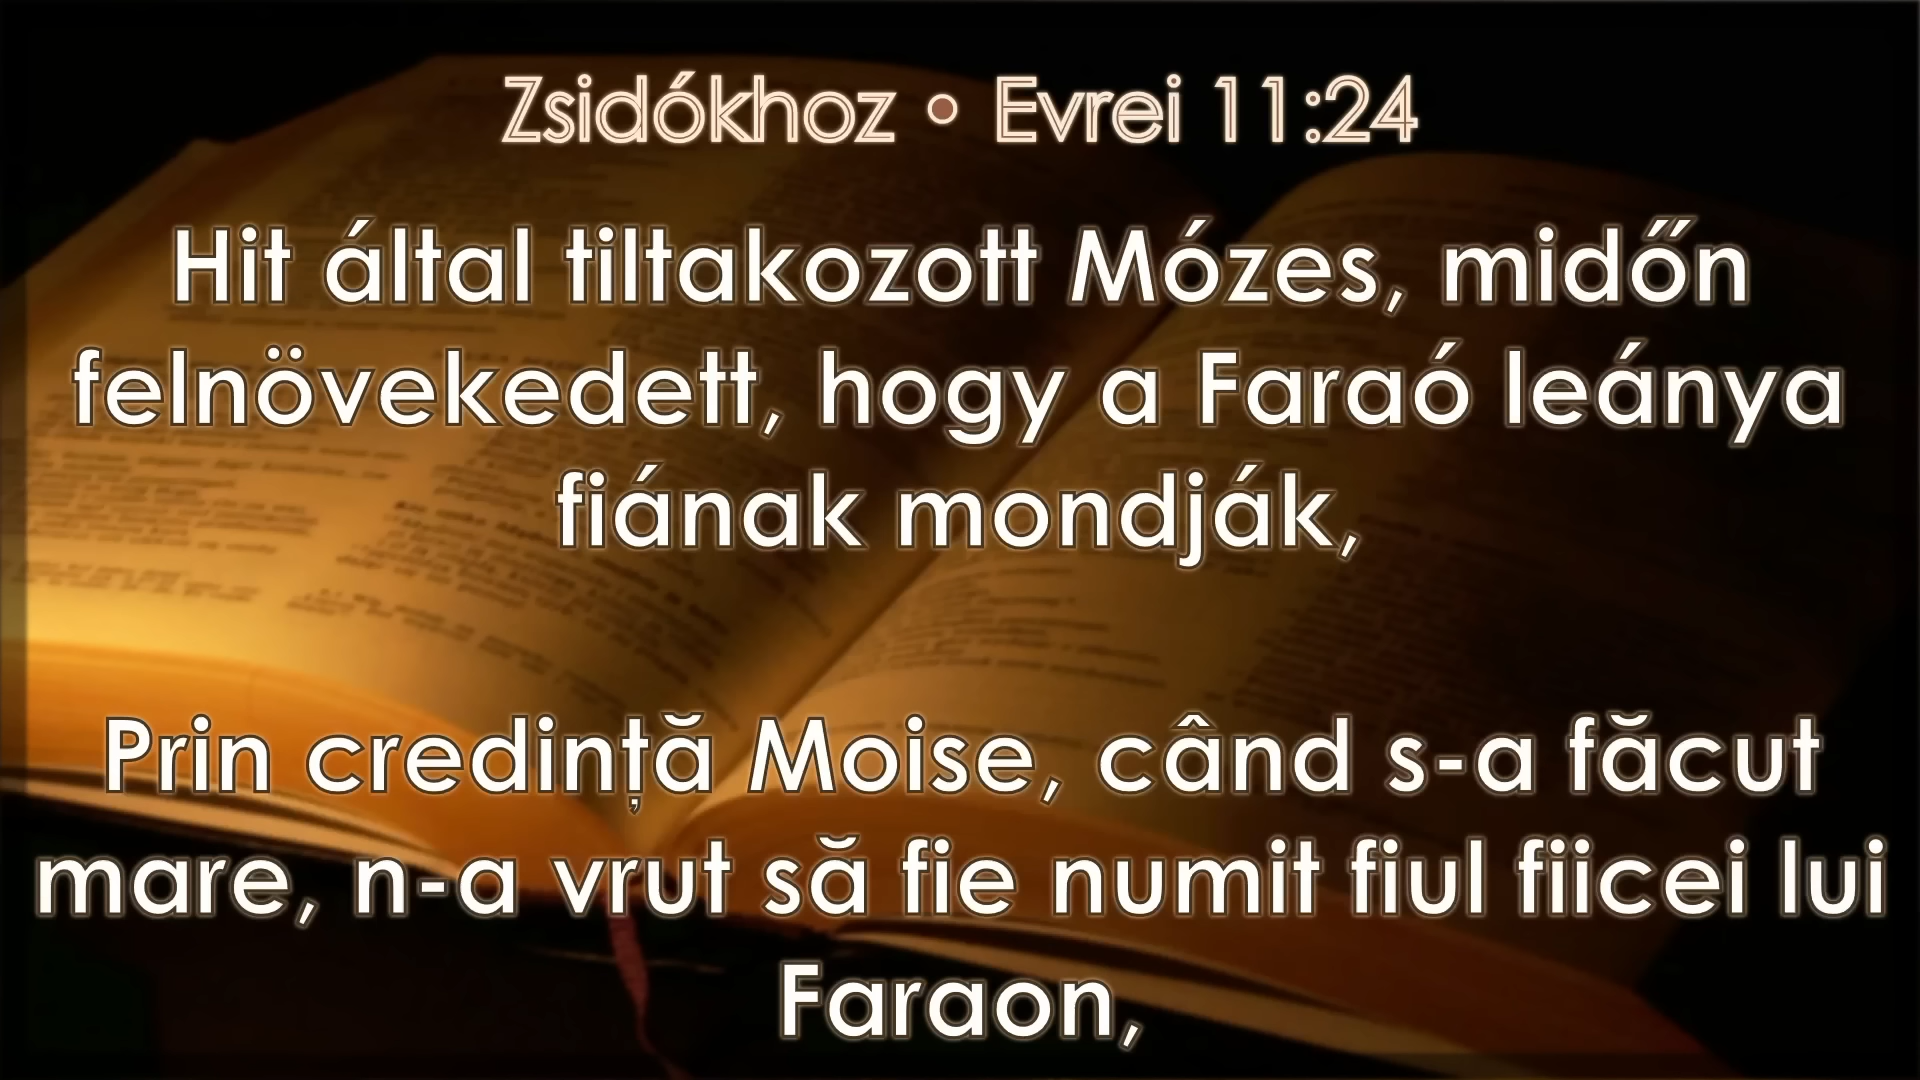 Zsidókhoz • Evrei 11:24
Hit által tiltakozott Mózes, midőn
felnövekedett, hogy a Faraó leánya
fiának mondják,
Prin credință Moise, când s-a făcut
mare, n-a vrut să fie numit fiul fiicei lui
Faraon,